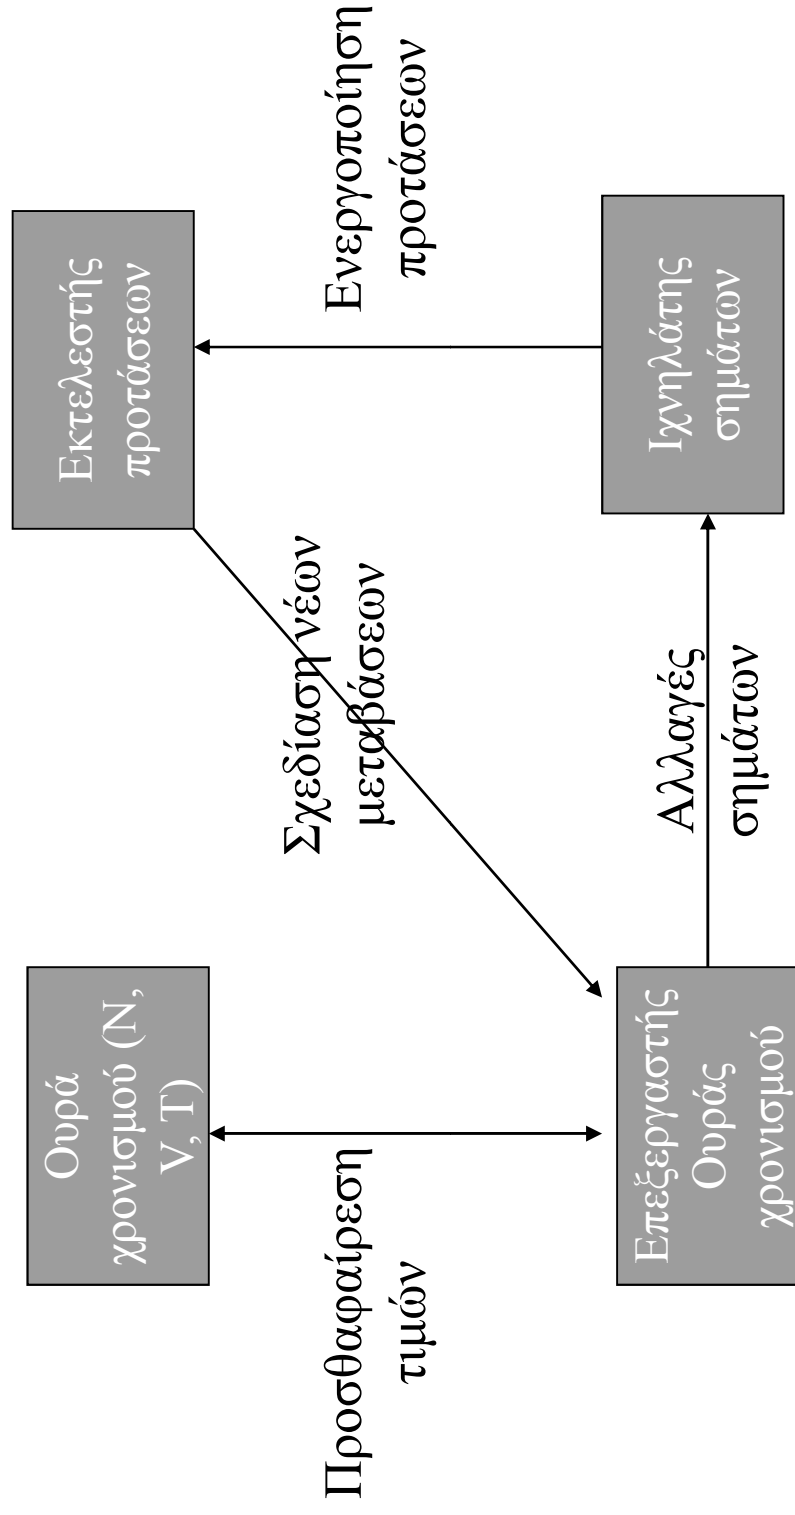 Ουρά
χρονισμού (N,
V, T)
Εκτελεστής
προτάσεων
Προσθαφαίρεση
τιμών
Σχεδίαση νέων
μεταβάσεων
Ενεργοποίηση
προτάσεων
Επεξεργαστής
Ουράς
χρονισμού
Αλλαγές
σημάτων
Ιχνηλάτης
σημάτων